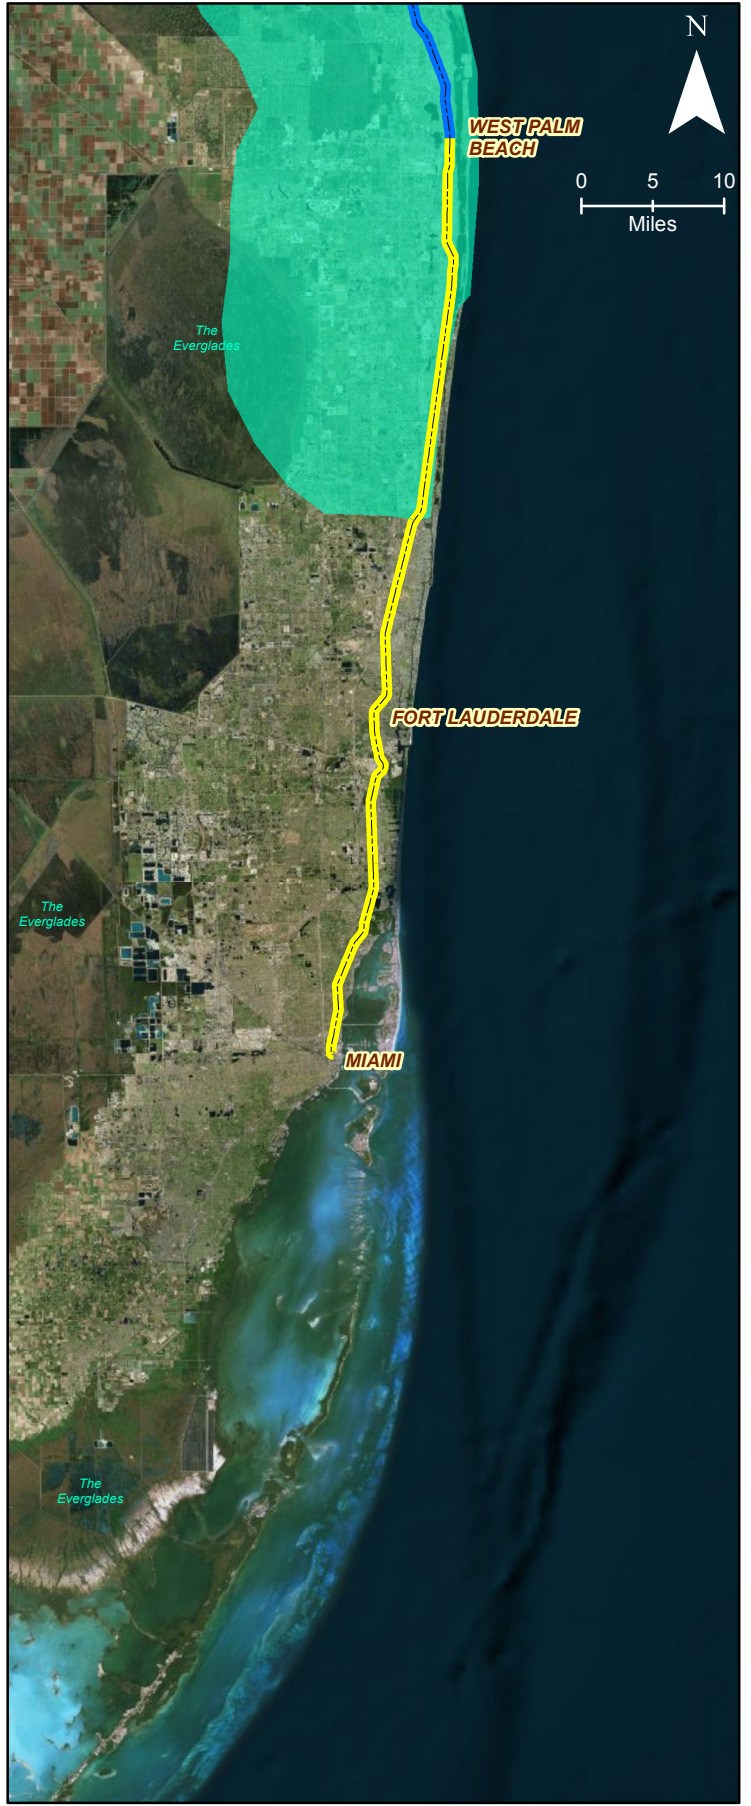 N
WEST PALM
BEACH
0 5 10
Miles
The
Everglades
FORT LAUDERDALE
The
Everglades
MIAMI
The
Everglades